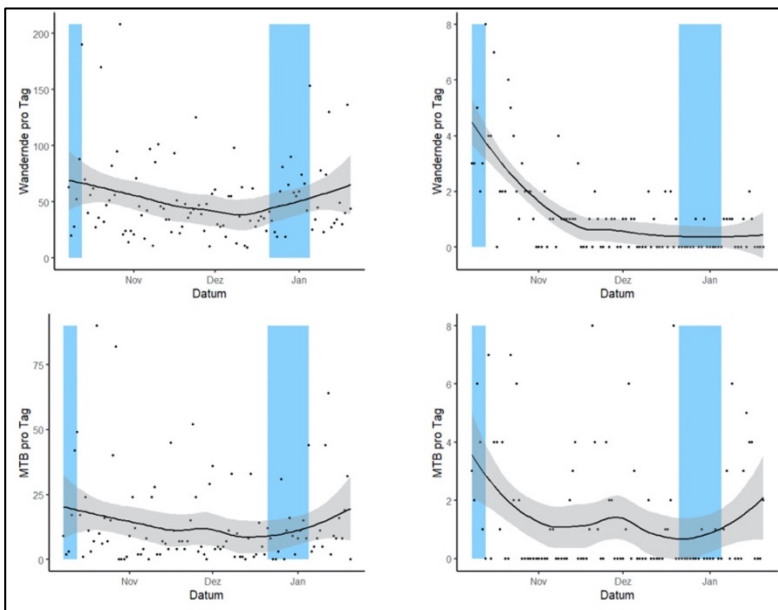 200
150
100
50
0
Wandernde pro Tag
Nov
Dez
Jan
Datum
8
6
4
2
0
Wandernde pro Tag
Nov
Dez
Jan
Datum
75
50
25
0
MTB pro Tag
Nov
Dez
Jan
Datum
8
6
4
2
0
MTB pro Tag
Nov
Dez
Jan
Datum